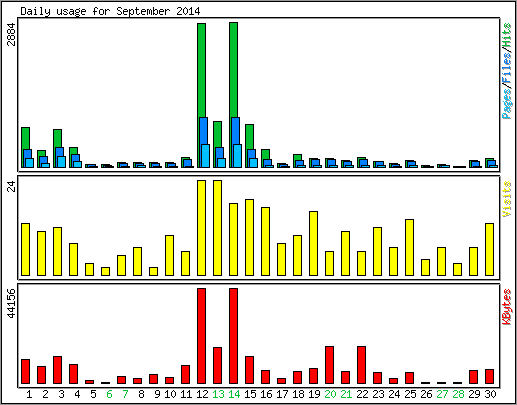 Daily usage for September 2014
2884
Pages/Files/Hits
24
Visits
44156
KBytes
1 2 3 4 5 6 7 8 9 10 11 12 13 14 15 16 17 18 19 20 21 22 23 24 25 26 27 28 29 30